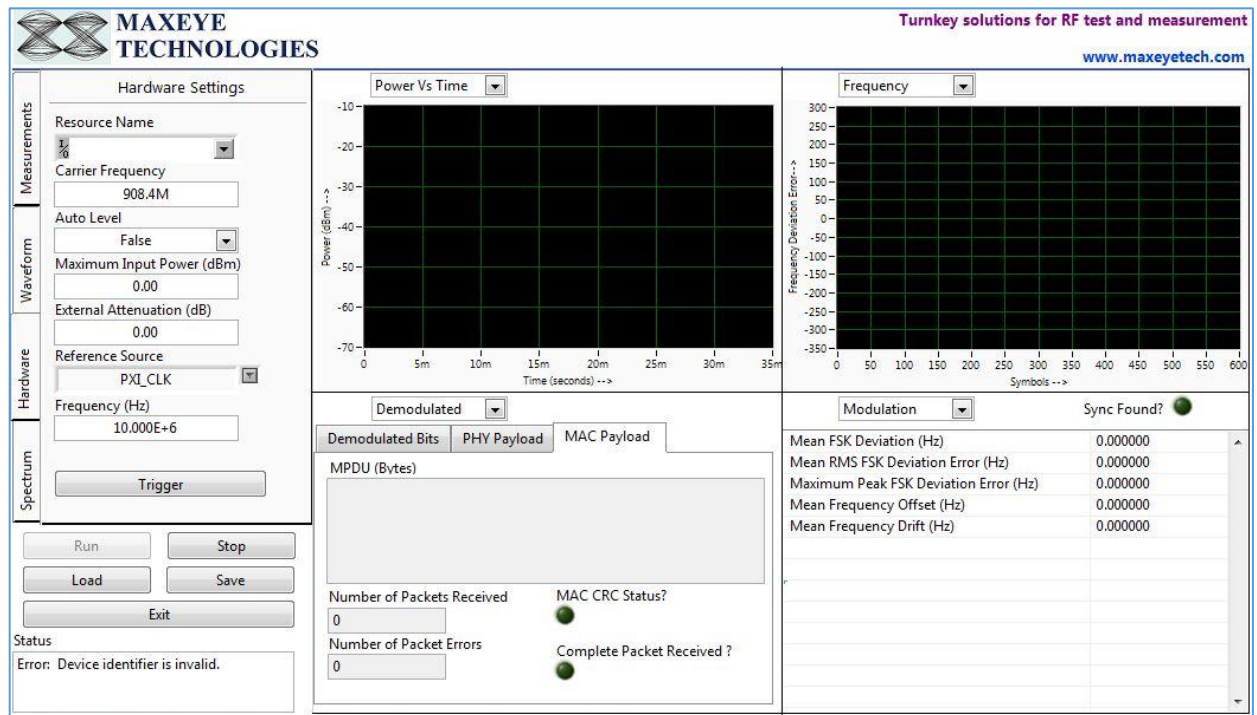 MAXEYE
TECHNOLOGIES
Turnkey solutions for RF test and measurement
www.maxeyetech.com
Measurements
Waveform
Hardware
Spectrum
Hardware Settings
Resource Name
I/O
Carrier Frequency
908.4M
Auto Level
False
Maximum Input Power (dBm)
0.00
External Attenuation (dB)
0.00
Reference Source
PXI_CLK
Frequency (Hz)
10.000E+6
Trigger
Run Stop
Load Save
Exit
Status
Error: Device identifier is invalid.
Power Vs Time
Power (dBm) -->
-10
-20
-30
-40
-50
-60
-70
0 5m 10m 15m 20m 25m 30m 35m
Time (seconds) -->
Frequency
Frequency Deviation Error-->
300
250
200
150
100
50
0
-50
-100
-150
-200
-250
-300
-350
0 50 100 150 200 250 300 350 400 450 500 550 600
Symbols -->
Demodulated
Demodulated Bits PHY Payload MAC Payload
MPDU (Bytes)
Number of Packets Received MAC CRC Status?
0
Number of Packet Errors Complete Packet Received ?
0
Modulation Sync Found?
Mean FSK Deviation (Hz) 0.000000
Mean RMS FSK Deviation Error (Hz) 0.000000
Maximum Peak FSK Deviation Error (Hz) 0.000000
Mean Frequency Offset (Hz) 0.000000
Mean Frequency Drift (Hz) 0.000000